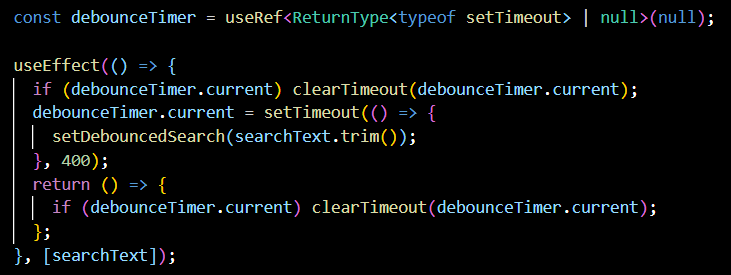 const debounceTimer = useRef<ReturnType<typeof setTimeout> | null>(null);

useEffect(() => {
  if (debounceTimer.current) clearTimeout(debounceTimer.current);
  debounceTimer.current = setTimeout(() => {
    setDebouncedSearch(searchText.trim());
  }, 400);
  return () => {
    if (debounceTimer.current) clearTimeout(debounceTimer.current);
  };
}, [searchText]);